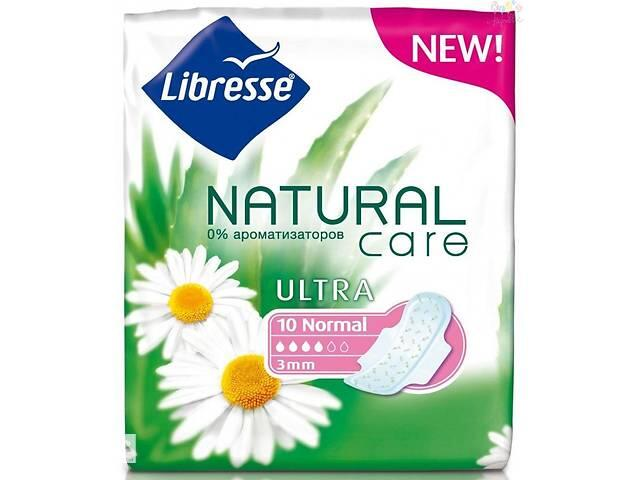 NEW!
Libresse®
NATURAL
0% ароматизаторов
care
ULTRA
10 Normal
3mm